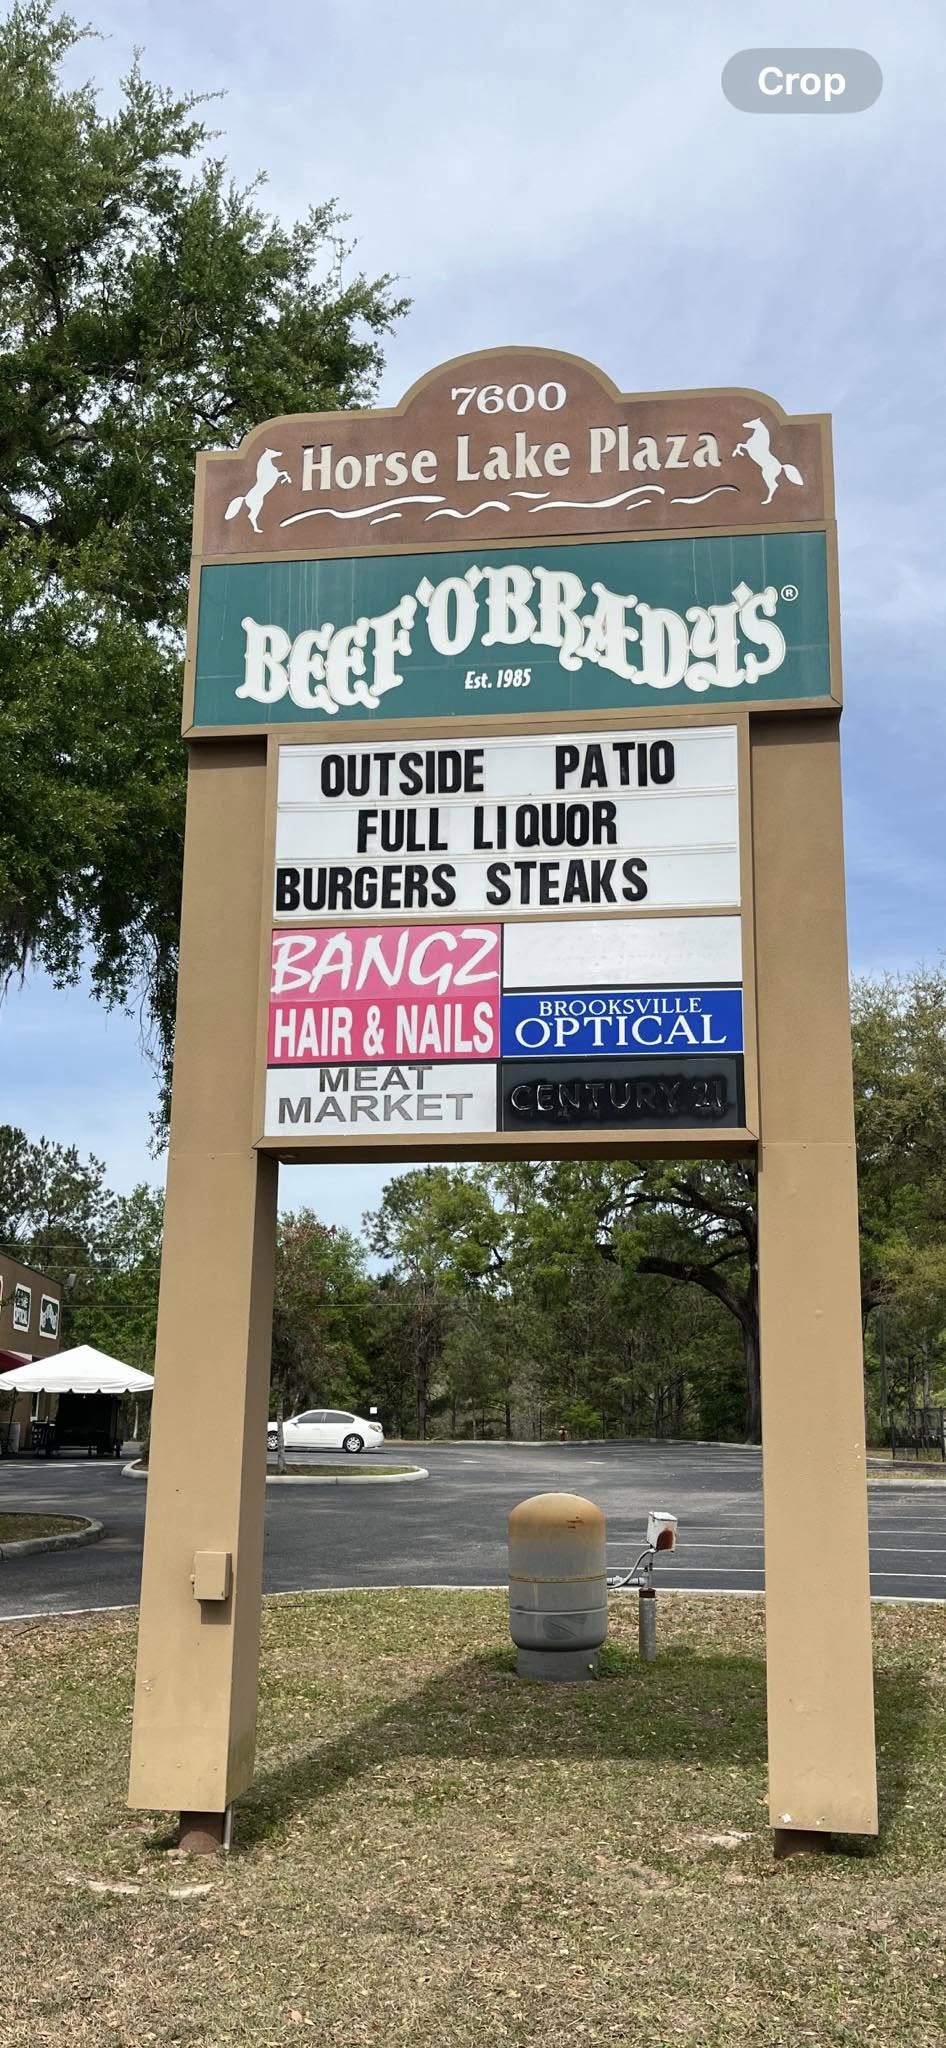 Crop
7600
Horse Lake Plaza
BEEF 'O' BRADY'S®
Est. 1985
OUTSIDE PATIO
FULL LIQUOR
BURGERS STEAKS
BANGZ
HAIR & NAILS
BROOKSVILLE
OPTICAL
MEAT
MARKET
CENTURY 21